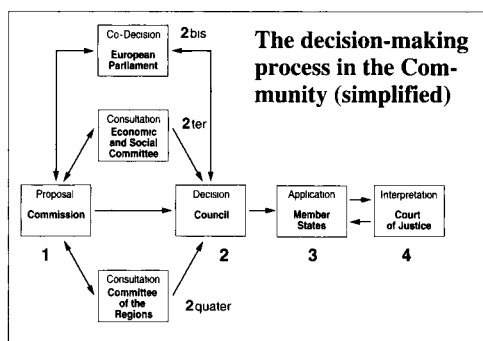 The decision-making
process in the Com-
munity (simplified)
Co-Decision
European
Parliament
2bis
Consultation
Economic
and Social
Committee
2ter
Proposal
Commission
1
Decision
Council
2
Application
Member
States
3
Interpretation
Court
of Justice
4
Consultation
Committee
of the
Regions
2quater